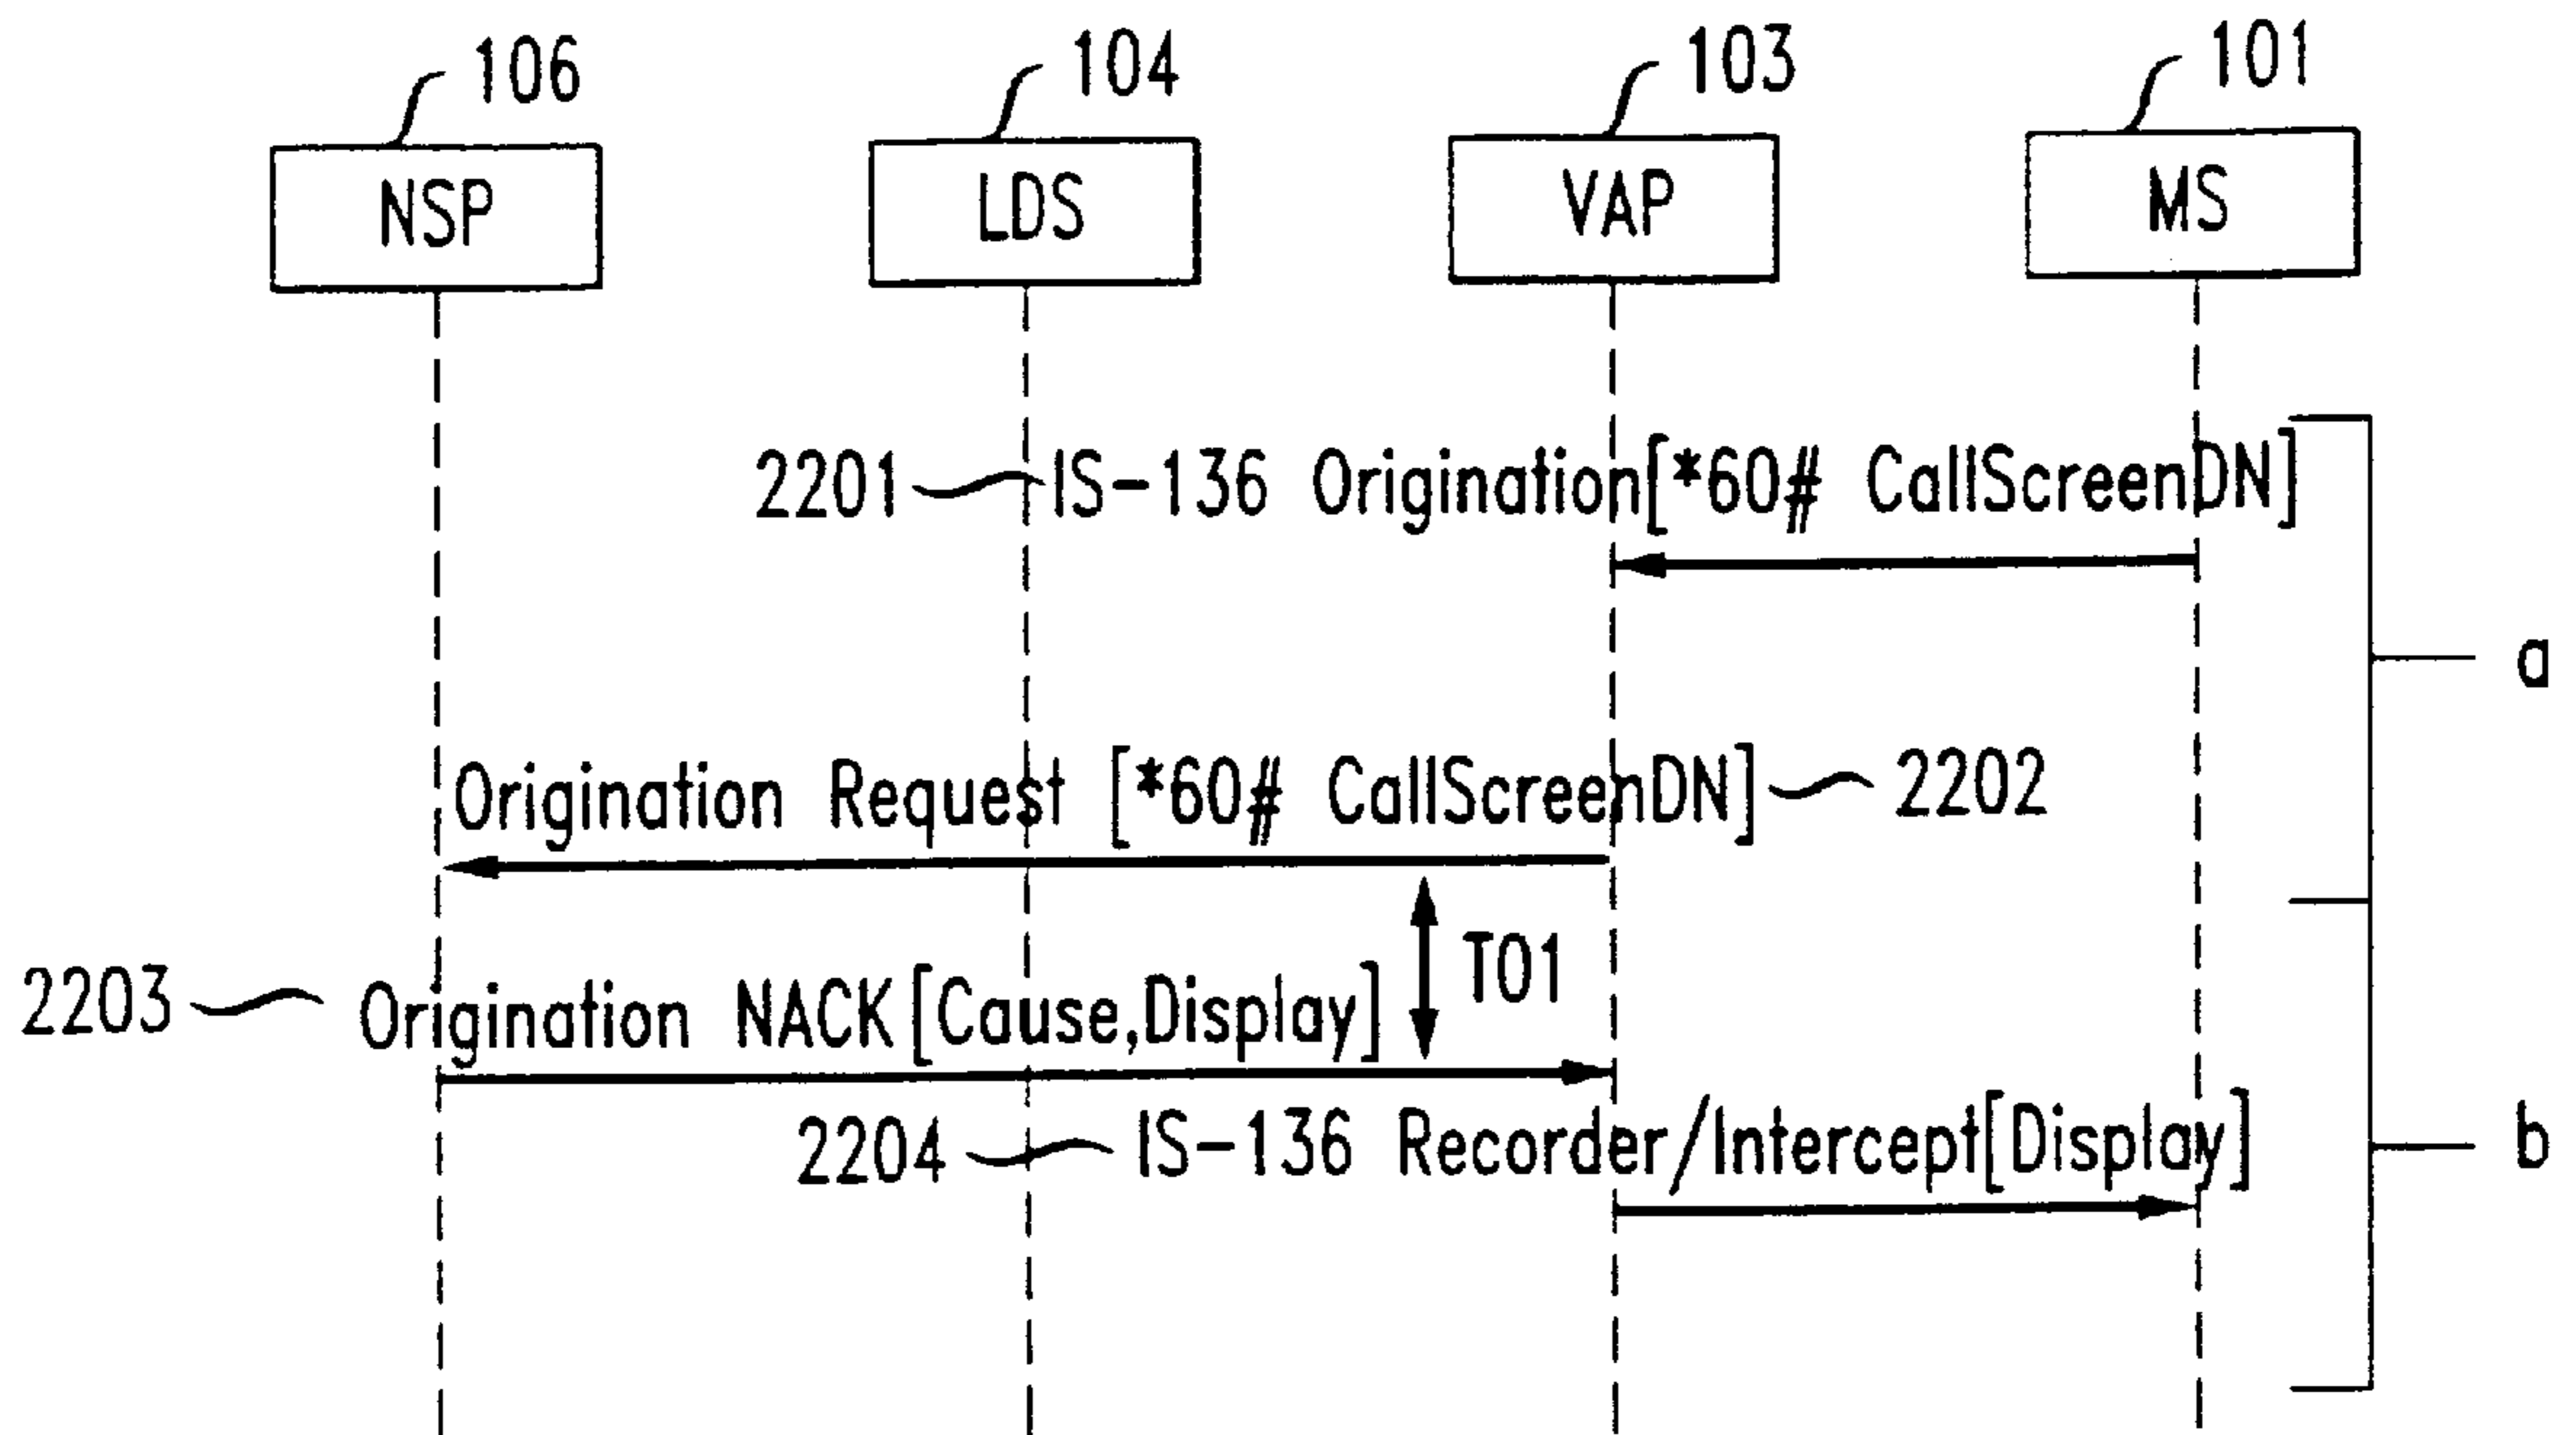 106
104
103
101
NSP
LDS
VAP
MS
2201 IS-136 Origination[*60# CallScreenDN]
a
Origination Request [*60# CallScreenDN] 2202
T01
2203 Origination NACK[Cause,Display]
2204 IS-136 Recorder/Intercept[Display]
b